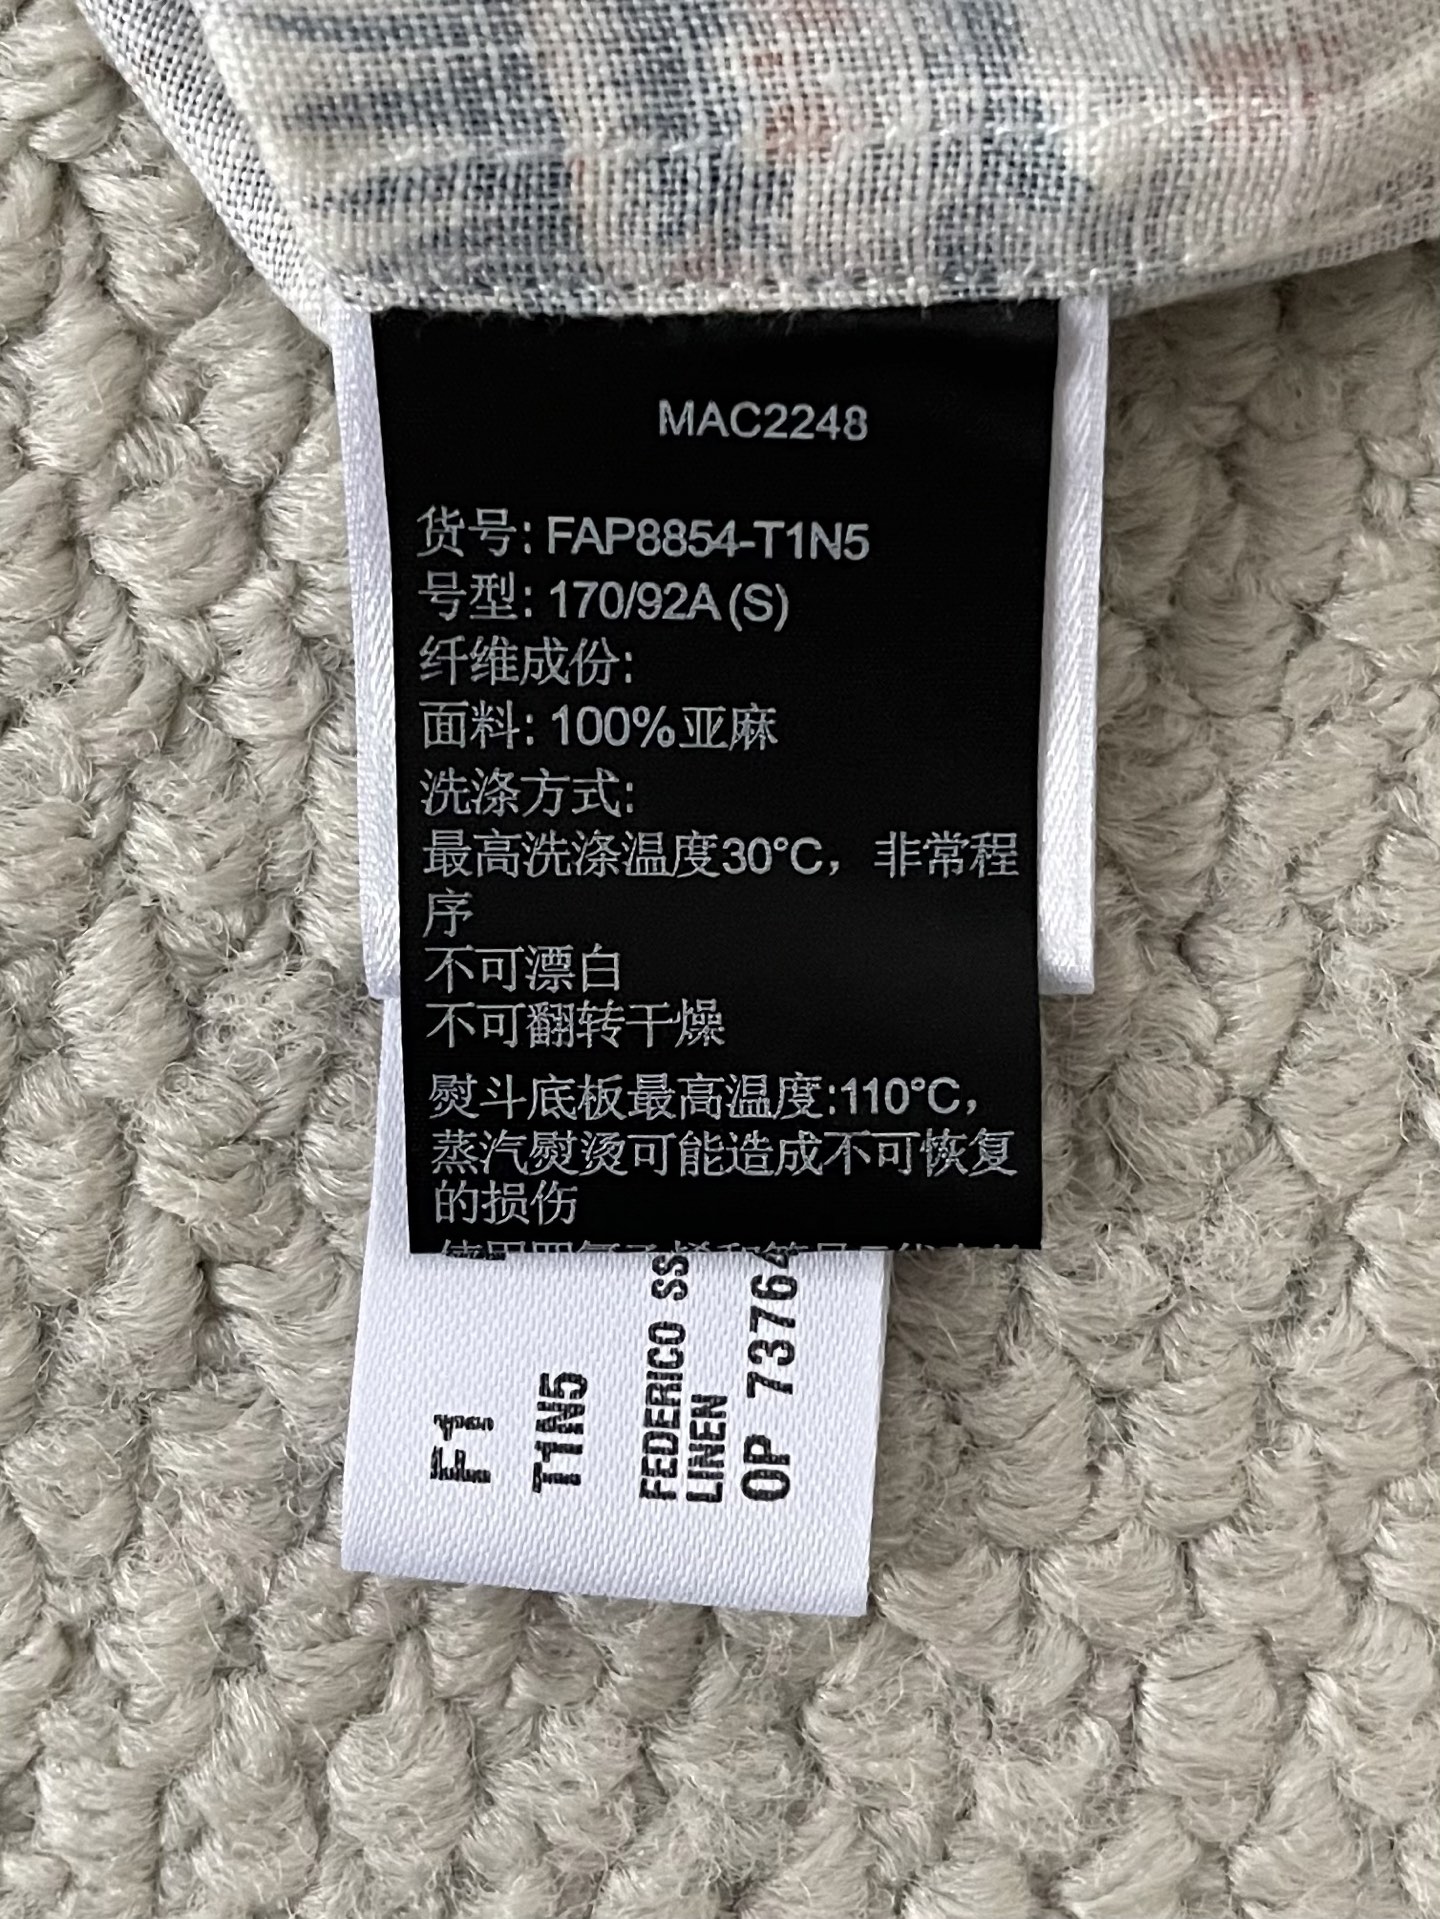 MAC2248
货号: FAP8854-T1N5
号型: 170/92A (S)
纤维成份:
面料: 100%亚麻
洗涤方式:
最高洗涤温度30°C，非常程
序
不可漂白
不可翻转干燥
熨斗底板最高温度:110°C,
蒸汽熨烫可能造成不可恢复
的损伤
F1
T1N5
FEDERICO SS
LINEN
OP 7376